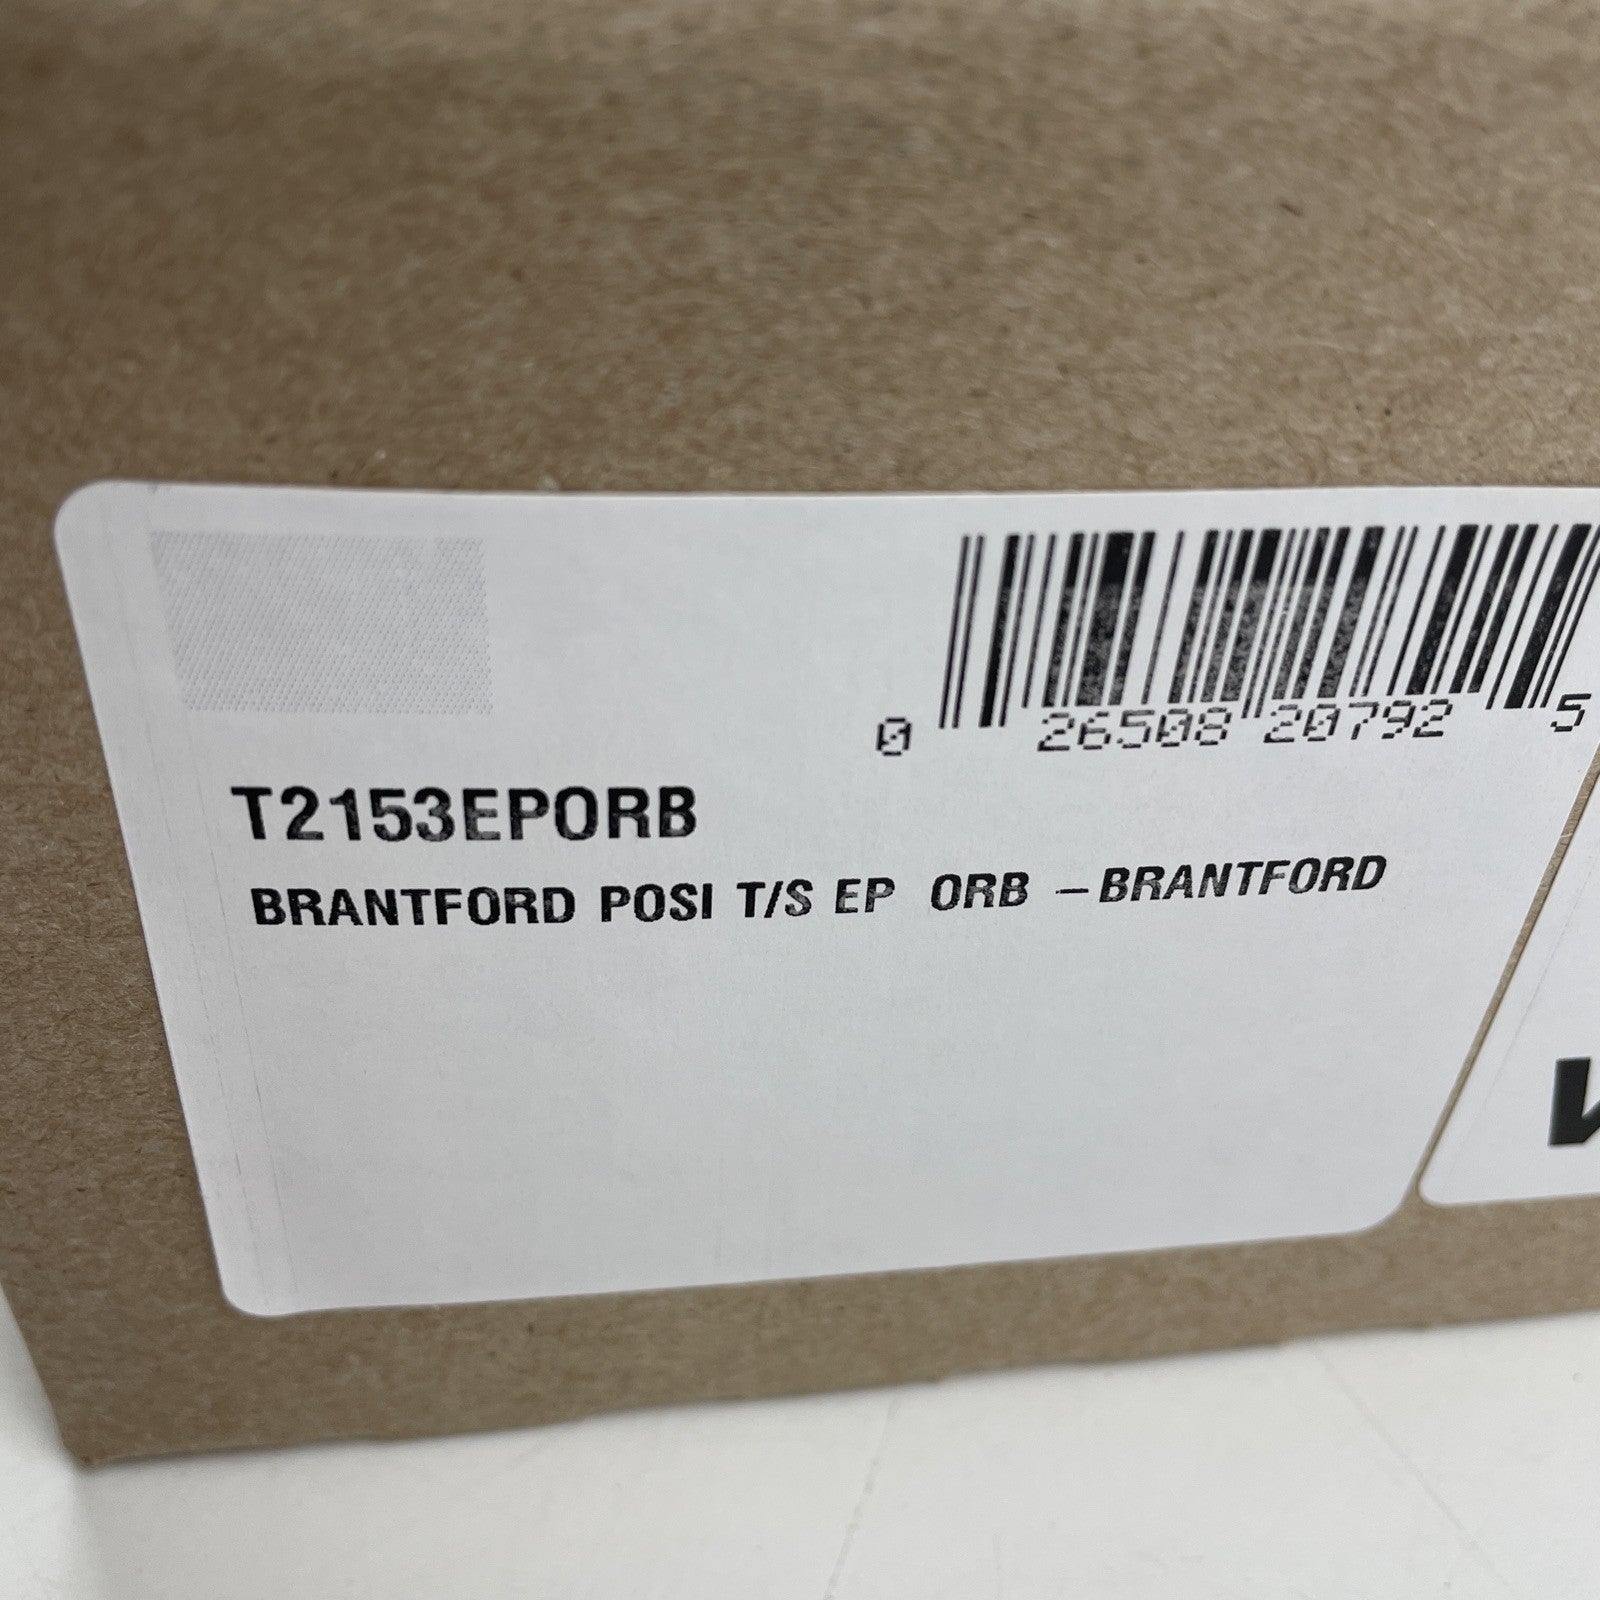 0 26508 20792 5
T2153EPORB
BRANTFORD POSI T/S EP ORB -BRANTFORD